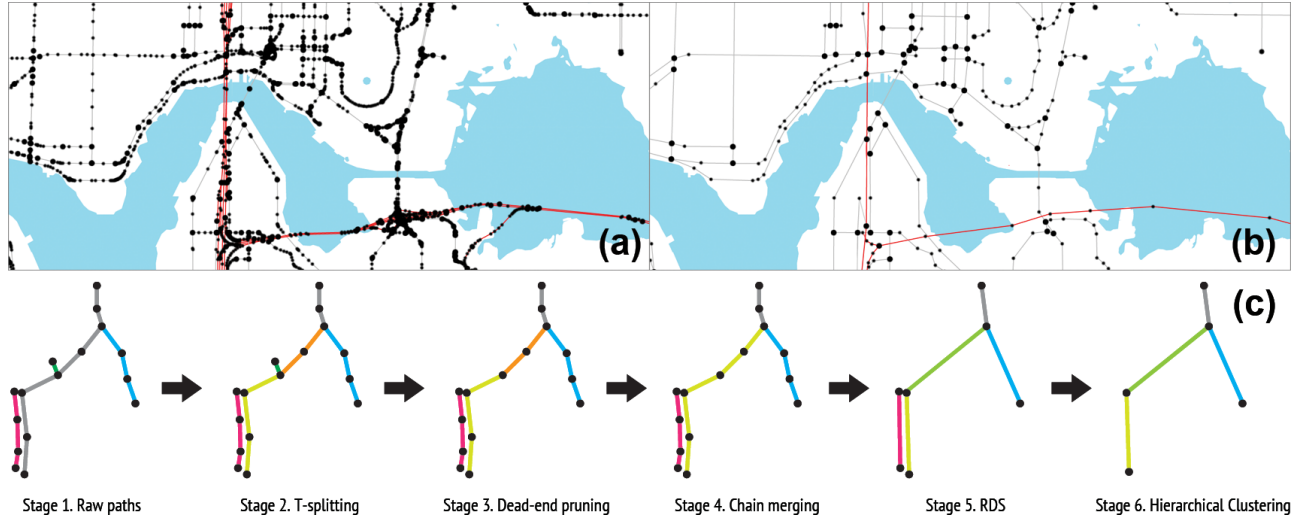 (a)
(b)
(c)
Stage 1. Raw paths
Stage 2. T-splitting
Stage 3. Dead-end pruning
Stage 4. Chain merging
Stage 5. RDS
Stage 6. Hierarchical Clustering